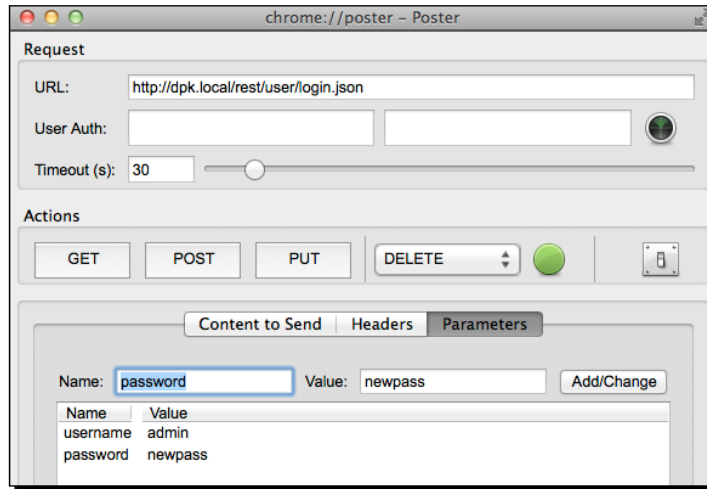 chrome://poster – Poster
Request
URL: http://dpk.local/rest/user/login.json
User Auth:
Timeout (s): 30
Actions
GET POST PUT DELETE
Content to Send Headers Parameters
Name: password Value: newpass Add/Change
Name Value
username admin
password newpass